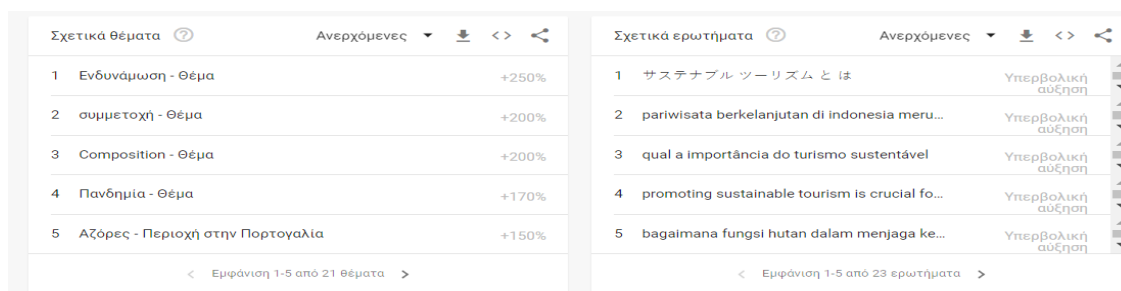 Σχετικά θέματα
Ανερχόμενες
1 Ενδυνάμωση - Θέμα +250%
2 συμμετοχή - Θέμα +200%
3 Composition - Θέμα +200%
4 Πανδημία - Θέμα +170%
5 Αζόρες - Περιοχή στην Πορτογαλία +150%
Εμφάνιση 1-5 από 21 θέματα
Σχετικά ερωτήματα
Ανερχόμενες
1 サステナブル ツーリズム と は Υπερβολική
αύξηση
2 pariwisata berkelanjutan di indonesia meru... Υπερβολική
αύξηση
3 qual a importância do turismo sustentável Υπερβολική
αύξηση
4 promoting sustainable tourism is crucial fo... Υπερβολική
αύξηση
5 bagaimana fungsi hutan dalam menjaga ke... Υπερβολική
αύξηση
Εμφάνιση 1-5 από 23 ερωτήματα